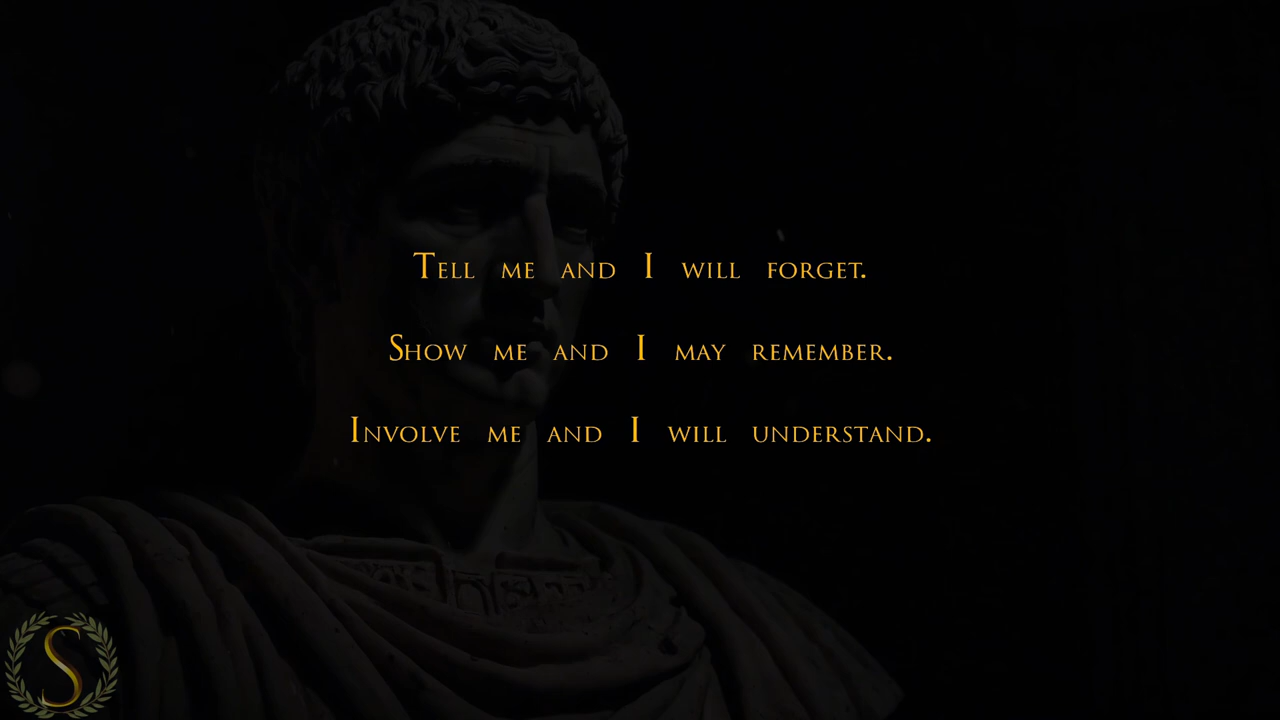 Tell me and I will forget.
Show me and I may remember.
Involve me and I will understand.
S